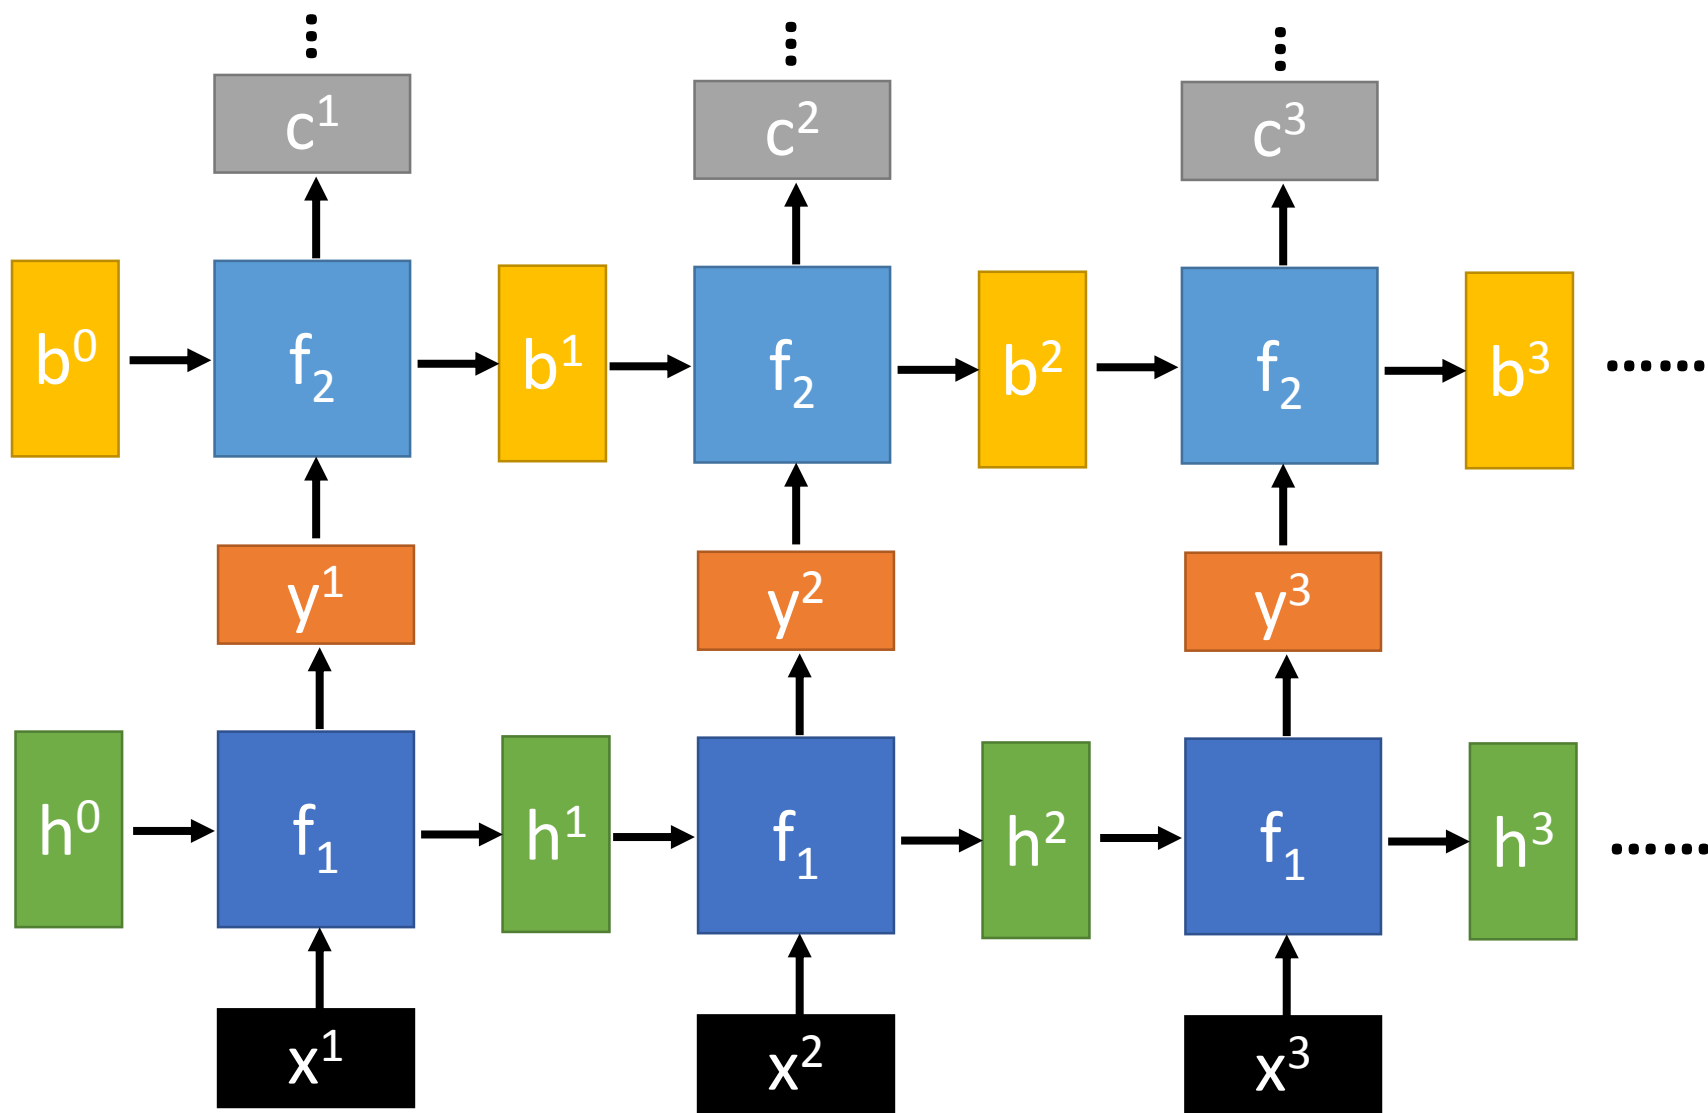 ⋮ ⋮ ⋮
c¹ c² c³
b⁰ f₂ b¹ f₂ b² f₂ b³ ……
y¹ y² y³
h⁰ f₁ h¹ f₁ h² f₁ h³ ……
x¹ x² x³